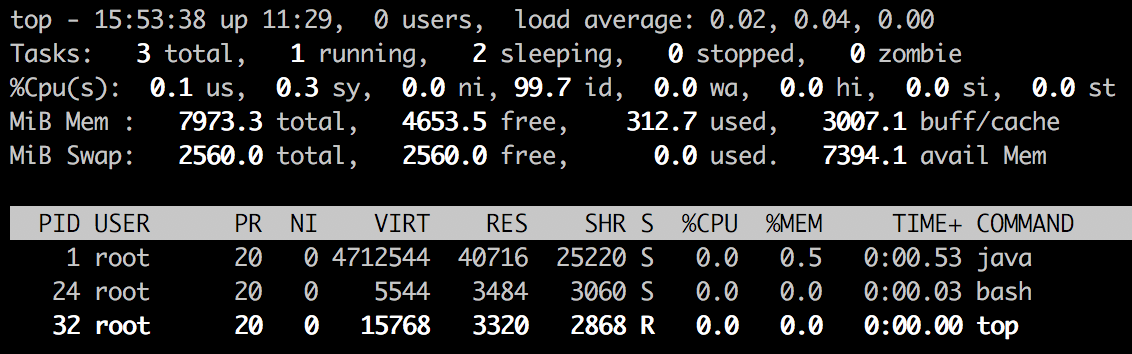 top - 15:53:38 up 11:29,  0 users,  load average: 0.02, 0.04, 0.00
Tasks:   3 total,   1 running,   2 sleeping,   0 stopped,   0 zombie
%Cpu(s):  0.1 us,  0.3 sy,  0.0 ni, 99.7 id,  0.0 wa,  0.0 hi,  0.0 si,  0.0 st
MiB Mem :   7973.3 total,   4653.5 free,    312.7 used,   3007.1 buff/cache
MiB Swap:   2560.0 total,   2560.0 free,      0.0 used.   7394.1 avail Mem
  PID USER      PR  NI    VIRT    RES    SHR S  %CPU  %MEM     TIME+ COMMAND
    1 root      20   0 4712544  40716  25220 S   0.0   0.5   0:00.53 java
   24 root      20   0    5544   3484   3060 S   0.0   0.0   0:00.03 bash
   32 root      20   0   15768   3320   2868 R   0.0   0.0   0:00.00 top